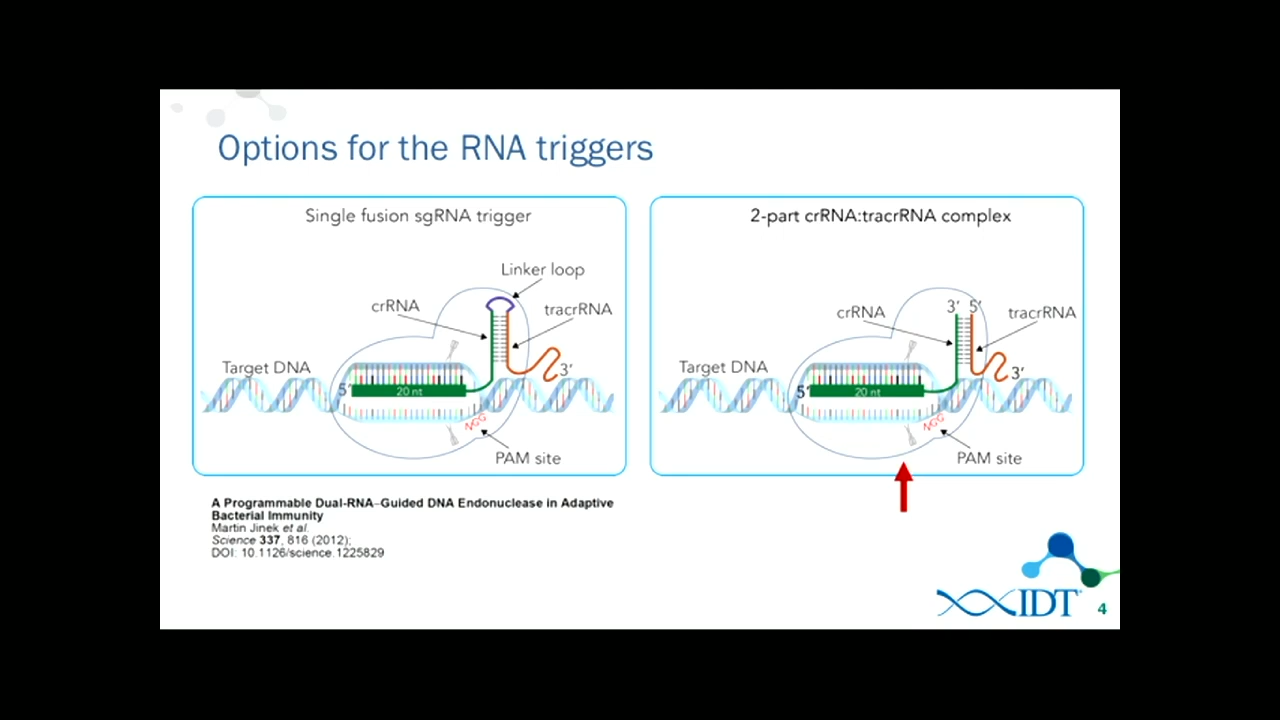 Options for the RNA triggers
Single fusion sgRNA trigger
Linker loop
crRNA
tracrRNA
Target DNA
3′
5′
20 nt
NGG
PAM site
2-part crRNA:tracrRNA complex
3′ 5′
crRNA
tracrRNA
Target DNA
3′
5′
20 nt
NGG
PAM site
A Programmable Dual-RNA–Guided DNA Endonuclease in Adaptive
Bacterial Immunity
Martin Jinek et al.
Science 337, 816 (2012);
DOI: 10.1126/science.1225829
IDT
4